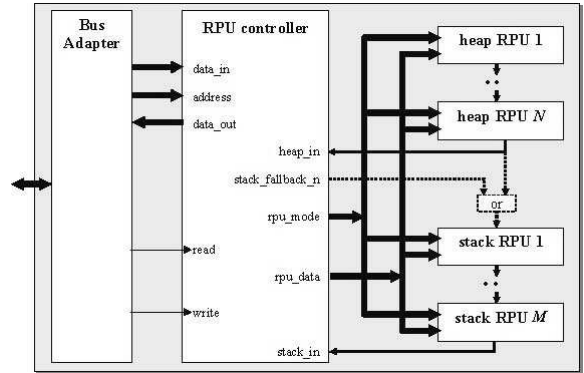 Bus
Adapter
RPU controller
data_in
address
data_out
heap_in
stack_fallback_n
rpu_mode
read
rpu_data
write
stack_in
heap RPU 1
heap RPU N
or
stack RPU 1
stack RPU M